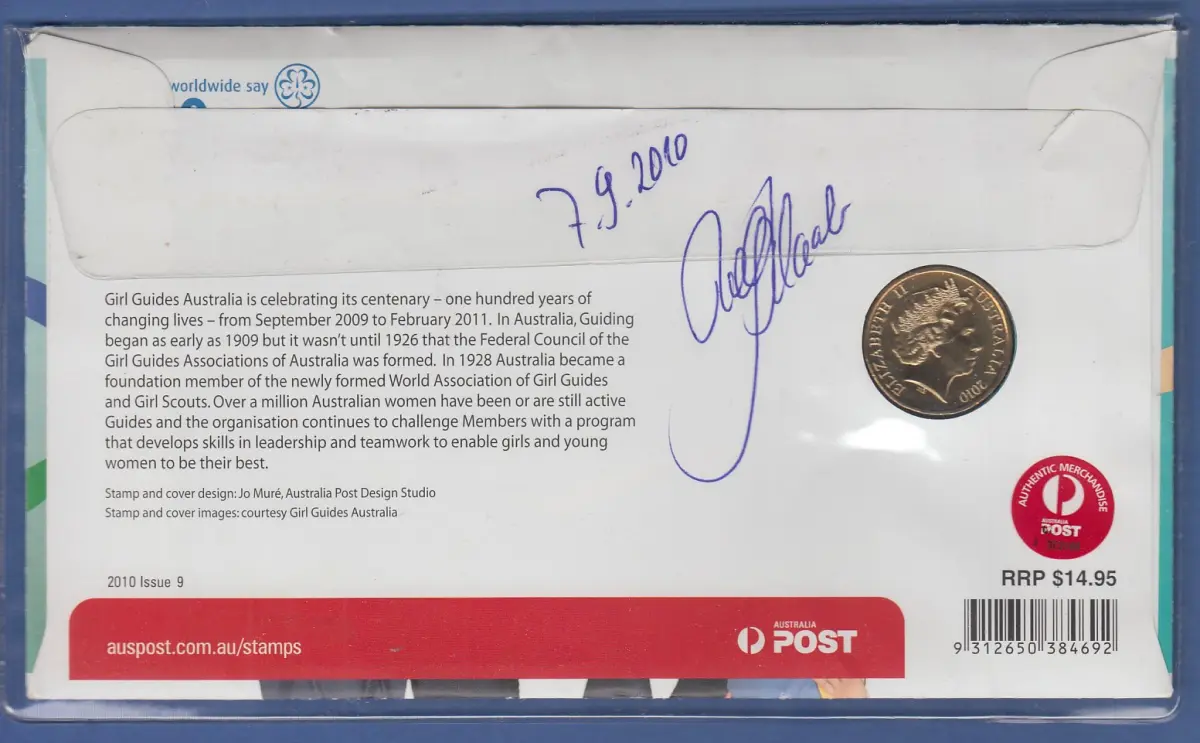 worldwide say
7.9.2010
Girl Guides Australia is celebrating its centenary – one hundred years of
changing lives – from September 2009 to February 2011. In Australia, Guiding
began as early as 1909 but it wasn't until 1926 that the Federal Council of the
Girl Guides Associations of Australia was formed. In 1928 Australia became a
foundation member of the newly formed World Association of Girl Guides
and Girl Scouts. Over a million Australian women have been or are still active
Guides and the organisation continues to challenge Members with a program
that develops skills in leadership and teamwork to enable girls and young
women to be their best.
Stamp and cover design: Jo Muré, Australia Post Design Studio
Stamp and cover images: courtesy Girl Guides Australia
2010 Issue 9
auspost.com.au/stamps
AUSTRALIA
POST
ELIZABETH II AUSTRALIA 2010
AUTHENTIC MERCHANDISE
AUSTRALIA
POST
RRP $14.95
9 312650 384692